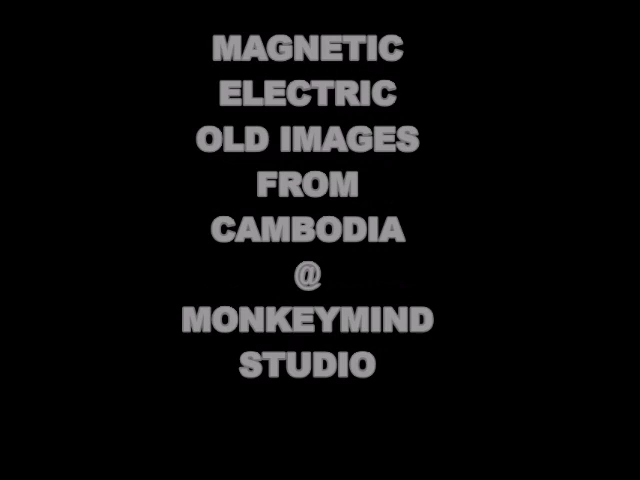 MAGNETIC
ELECTRIC
OLD IMAGES
FROM
CAMBODIA
@
MONKEYMIND
STUDIO